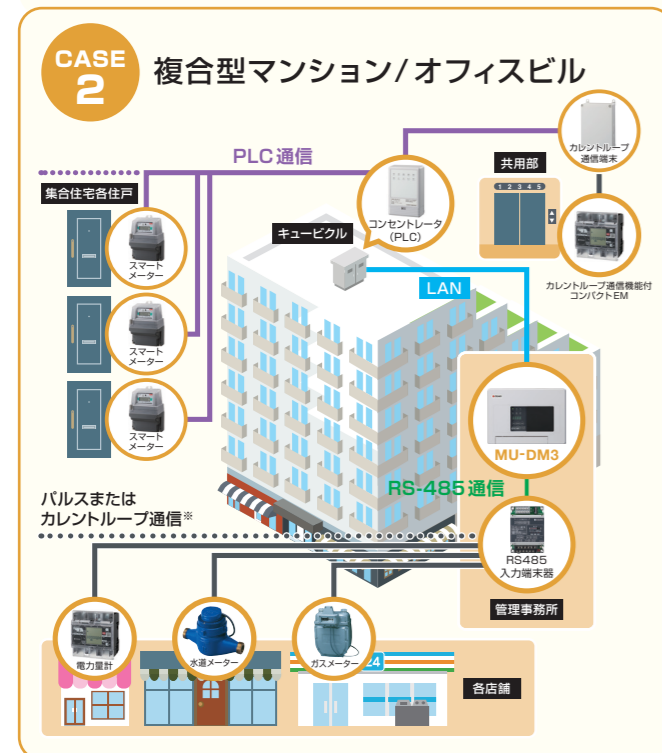 CASE
2
複合型マンション/オフィスビル
PLC通信
カレントループ
通信端末
共用部
1 2 3 4 5
集合住宅各住戸
コンセントレータ
(PLC)
キュービクル
スマート
メーター
カレントループ通信機能付
コンパクトEM
LAN
スマート
メーター
スマート
メーター
MU-DM3
RS-485通信
パルスまたは
カレントループ通信※
RS485
入力端末器
管理事務所
電力量計
水道メーター
ガスメーター
24
各店舗